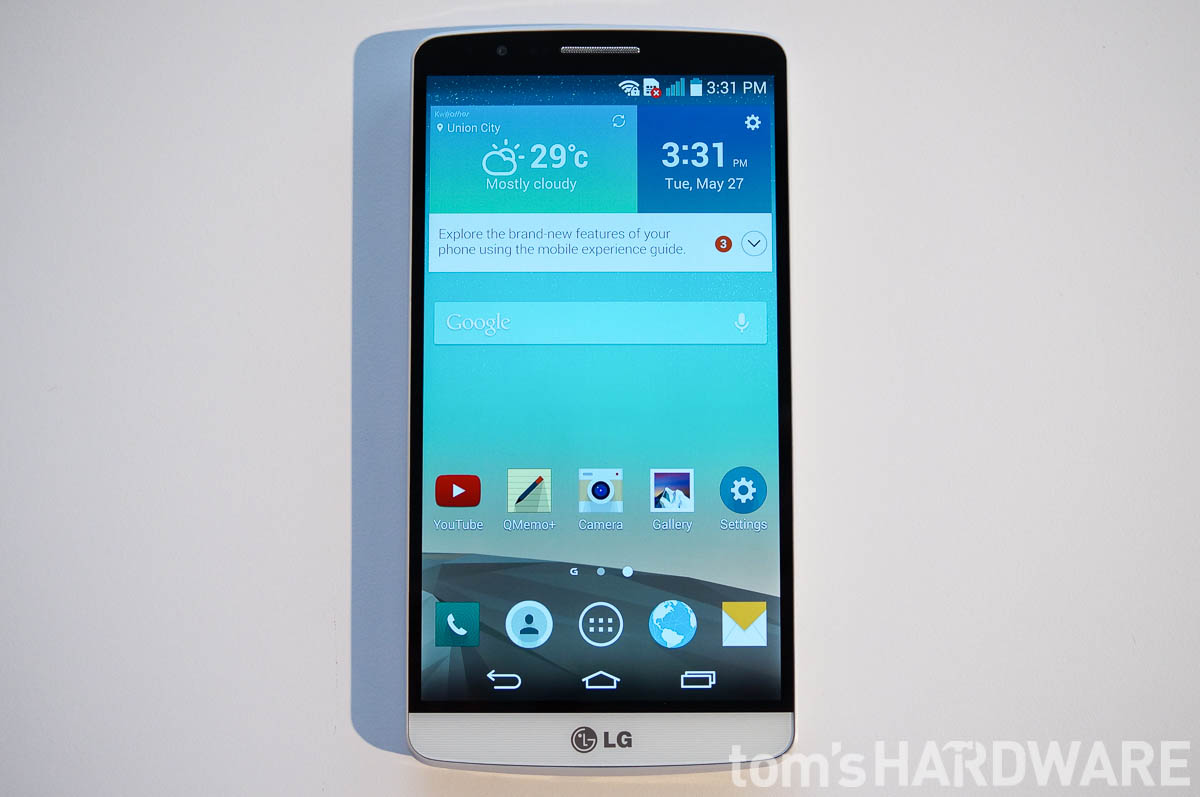 3:31 PM
Kweather
Union City
29°c
Mostly cloudy
3:31 PM
Tue, May 27
Explore the brand-new features of your
phone using the mobile experience guide.
3
Google
YouTube
QMemo+
Camera
Gallery
Settings
G
LG
tom'sHARDWARE